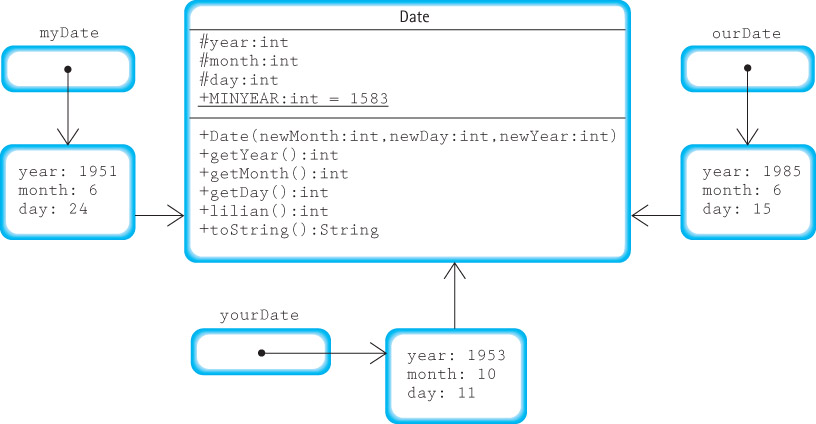 Date
#year:int
#month:int
#day:int
+MINYEAR:int = 1583
+Date(newMonth:int,newDay:int,newYear:int)
+getYear():int
+getMonth():int
+getDay():int
+lilian():int
+toString():String
myDate
year: 1951
month: 6
day: 24
ourDate
year: 1985
month: 6
day: 15
yourDate
year: 1953
month: 10
day: 11